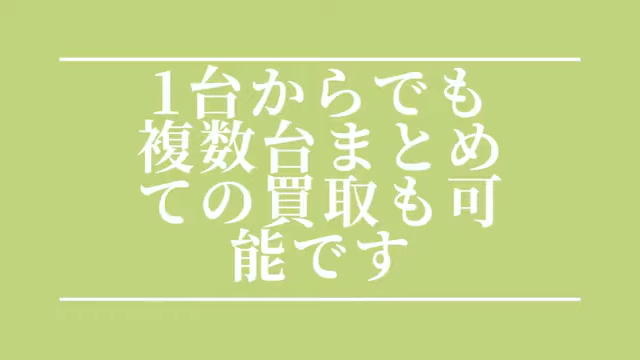 1台からでも
複数台まとめ
ての買取も可
能です